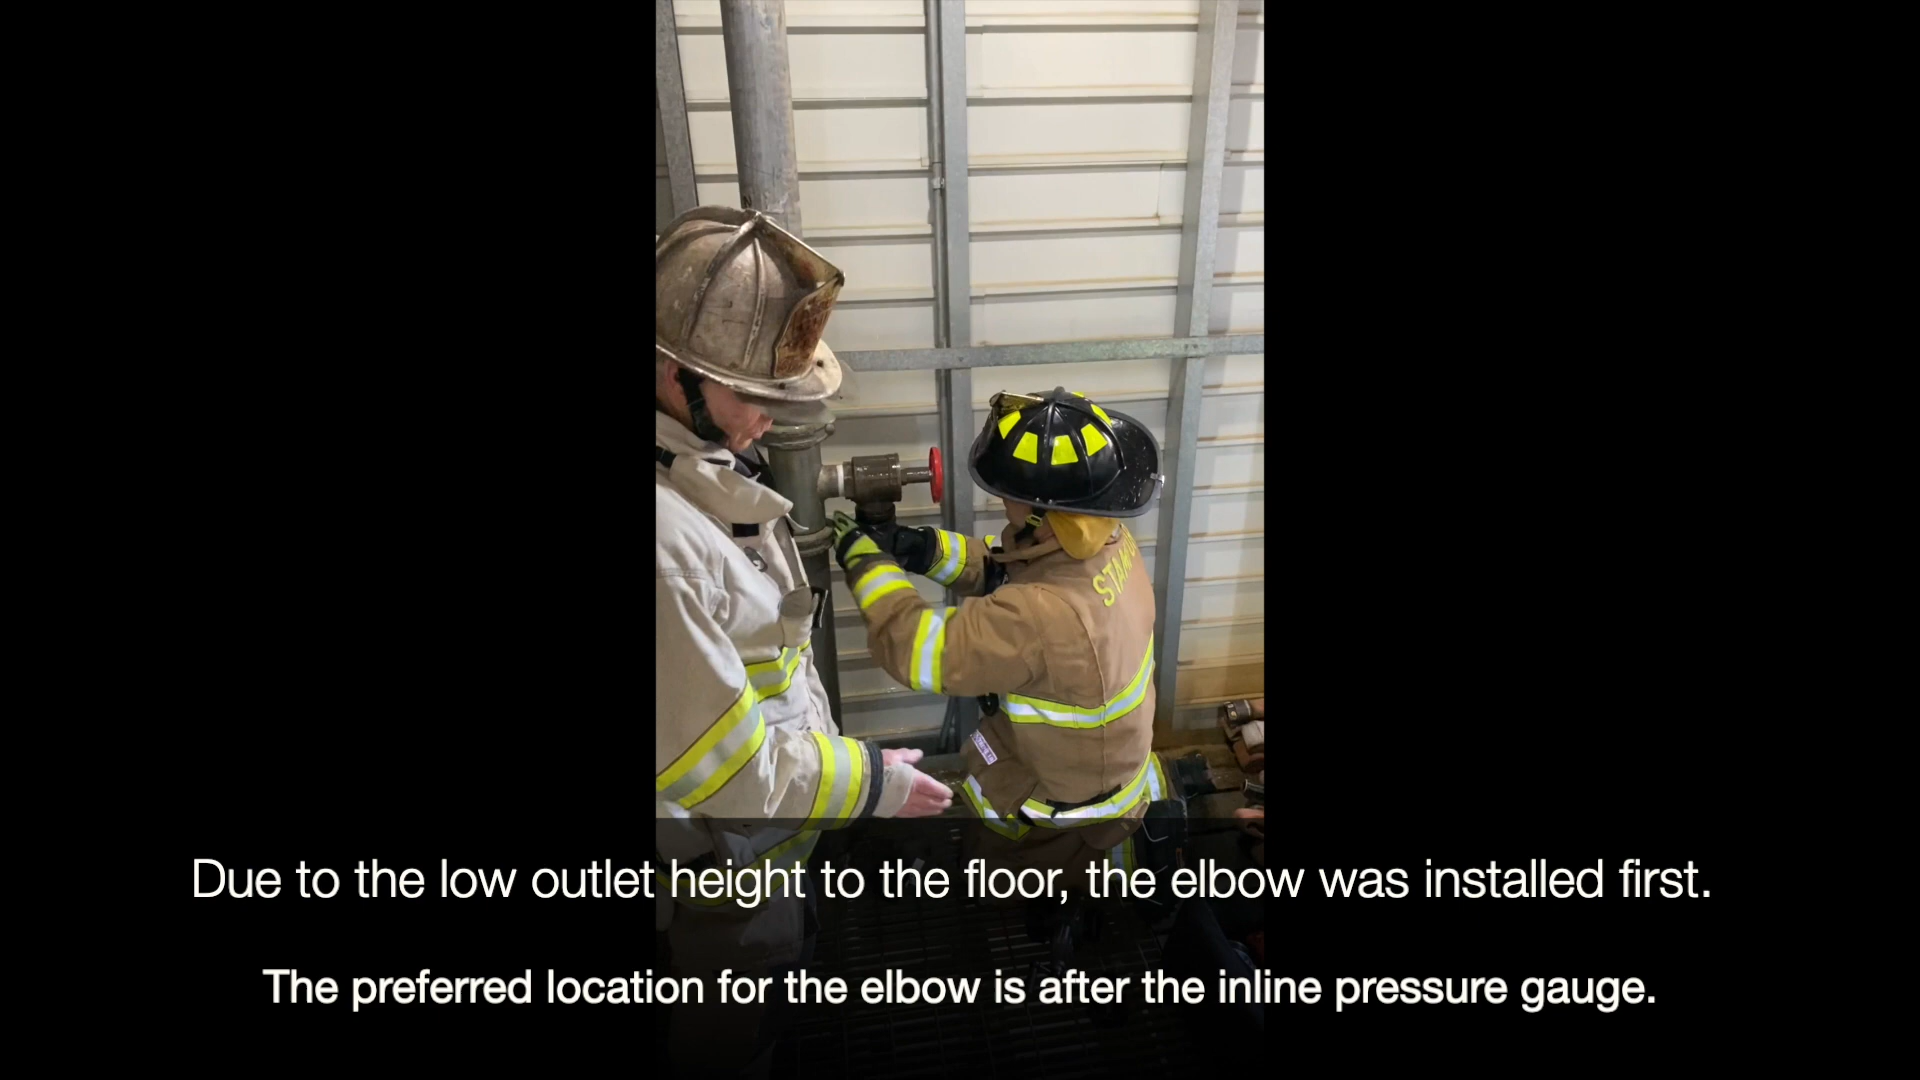 STAM
Due to the low outlet height to the floor, the elbow was installed first.
The preferred location for the elbow is after the inline pressure gauge.